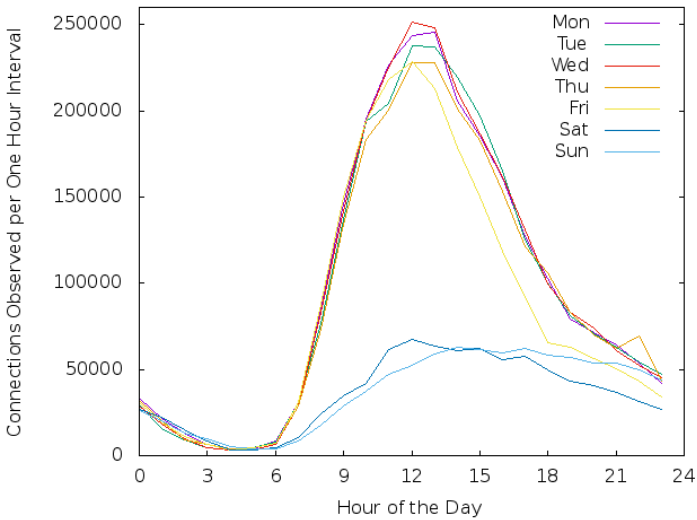 Connections Observed per One Hour Interval
250000
200000
150000
100000
50000
0
Mon
Tue
Wed
Thu
Fri
Sat
Sun
0 3 6 9 12 15 18 21 24
Hour of the Day